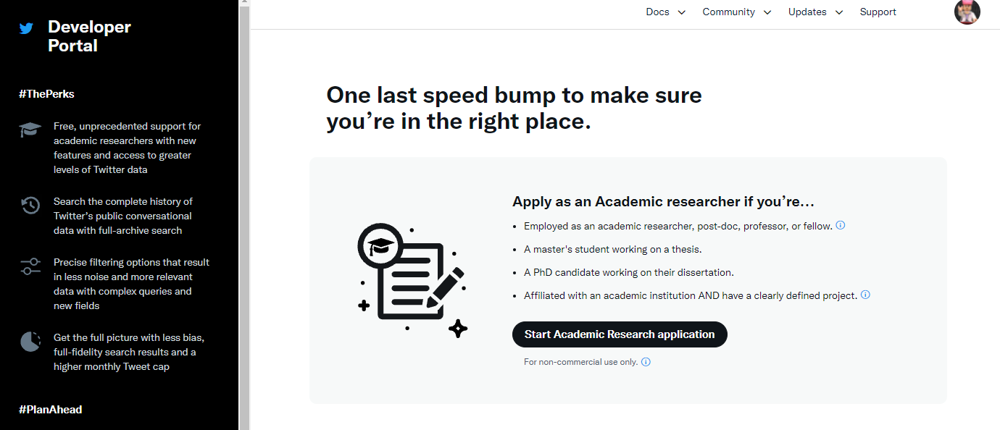 Developer
Portal
#ThePerks
Free, unprecedented support for
academic researchers with new
features and access to greater
levels of Twitter data
Search the complete history of
Twitter’s public conversational
data with full-archive search
Precise filtering options that result
in less noise and more relevant
data with complex queries and
new fields
Get the full picture with less bias,
full-fidelity search results and a
higher monthly Tweet cap
#PlanAhead
Docs Community Updates Support
One last speed bump to make sure
you’re in the right place.
Apply as an Academic researcher if you’re…
• Employed as an academic researcher, post-doc, professor, or fellow.
• A master's student working on a thesis.
• A PhD candidate working on their dissertation.
• Affiliated with an academic institution AND have a clearly defined project.
Start Academic Research application
For non-commercial use only.